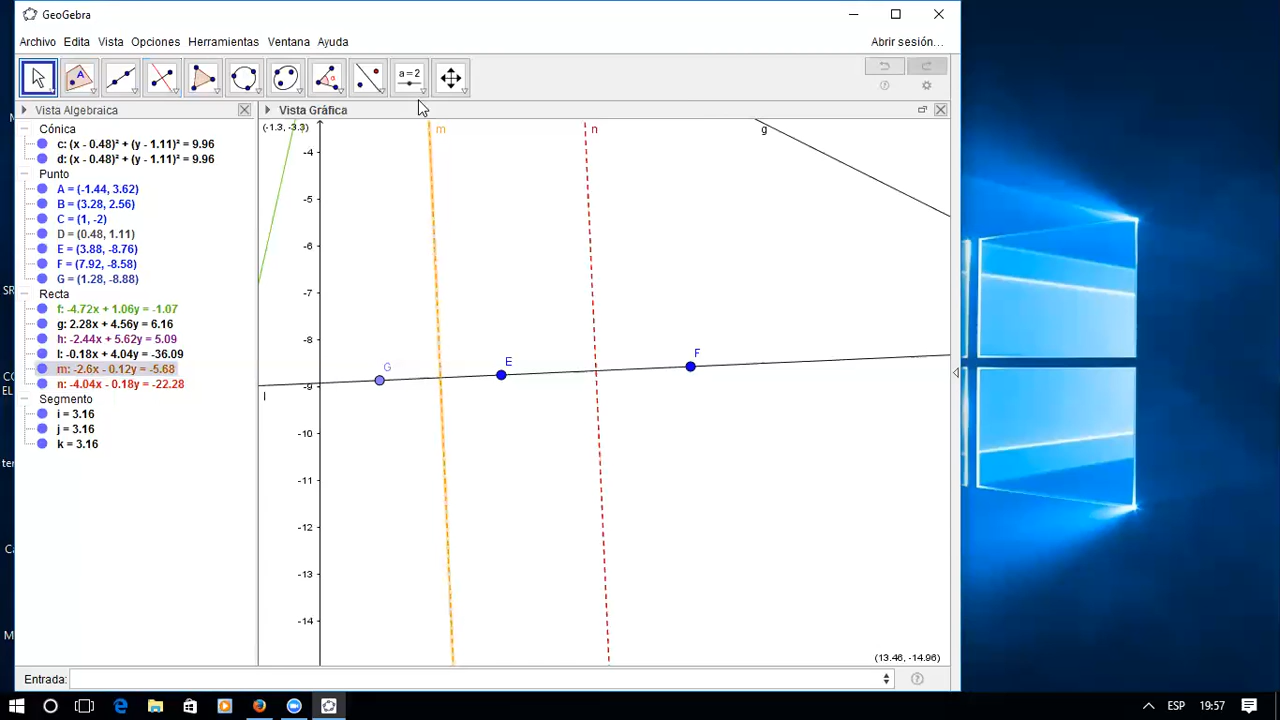 GeoGebra
Archivo Edita Vista Opciones Herramientas Ventana Ayuda
Abrir sesión...
A
α
a=2
Vista Algebraica
Vista Gráfica
Cónica
c: (x - 0.48)² + (y - 1.11)² = 9.96
d: (x - 0.48)² + (y - 1.11)² = 9.96
Punto
A = (-1.44, 3.62)
B = (3.28, 2.56)
C = (1, -2)
D = (0.48, 1.11)
E = (3.88, -8.76)
F = (7.92, -8.58)
G = (1.28, -8.88)
Recta
f: -4.72x + 1.06y = -1.07
g: 2.28x + 4.56y = 6.16
h: -2.44x + 5.62y = 5.09
l: -0.18x + 4.04y = -36.09
m: -2.6x - 0.12y = -5.68
n: -4.04x - 0.18y = -22.28
Segmento
i = 3.16
j = 3.16
k = 3.16
(-1.3, -3.3)
m
n
g
-4
-5
-6
-7
-8
-9
-10
-11
-12
-13
-14
G
E
F
l
(13.46, -14.96)
Entrada:
SR
EL
ter
Ca
M
ESP 19:57